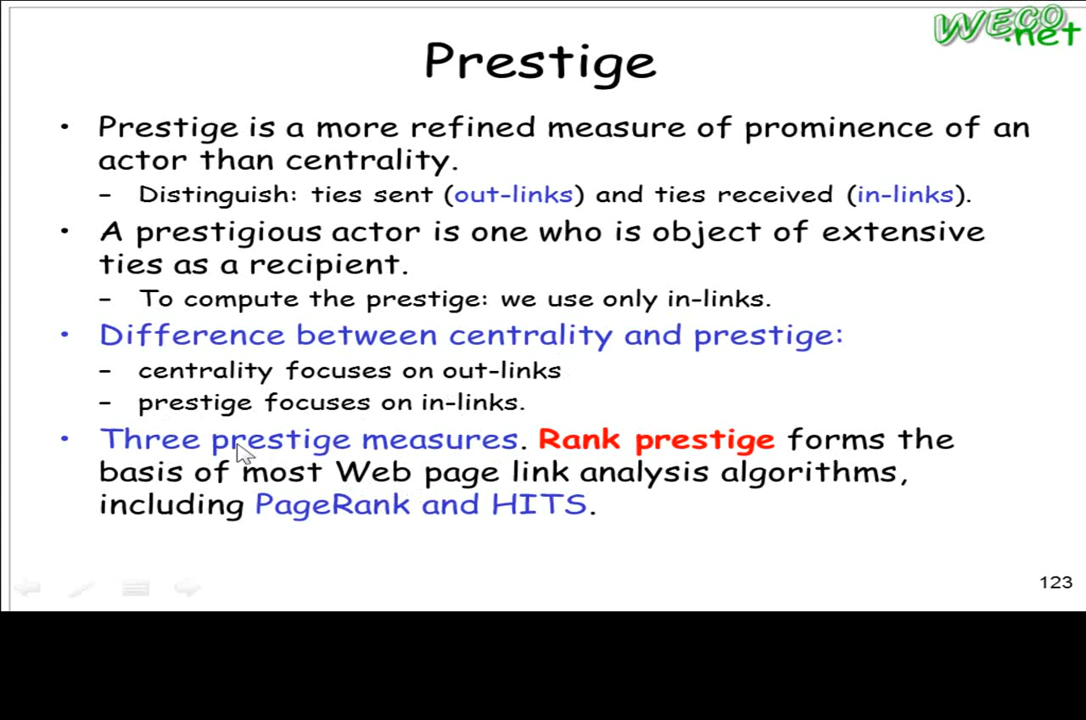 WECO
.net
Prestige
• Prestige is a more refined measure of prominence of an
actor than centrality.
– Distinguish: ties sent (out-links) and ties received (in-links).
• A prestigious actor is one who is object of extensive
ties as a recipient.
– To compute the prestige: we use only in-links.
• Difference between centrality and prestige:
– centrality focuses on out-links
– prestige focuses on in-links.
• Three prestige measures. Rank prestige forms the
basis of most Web page link analysis algorithms,
including PageRank and HITS.
123